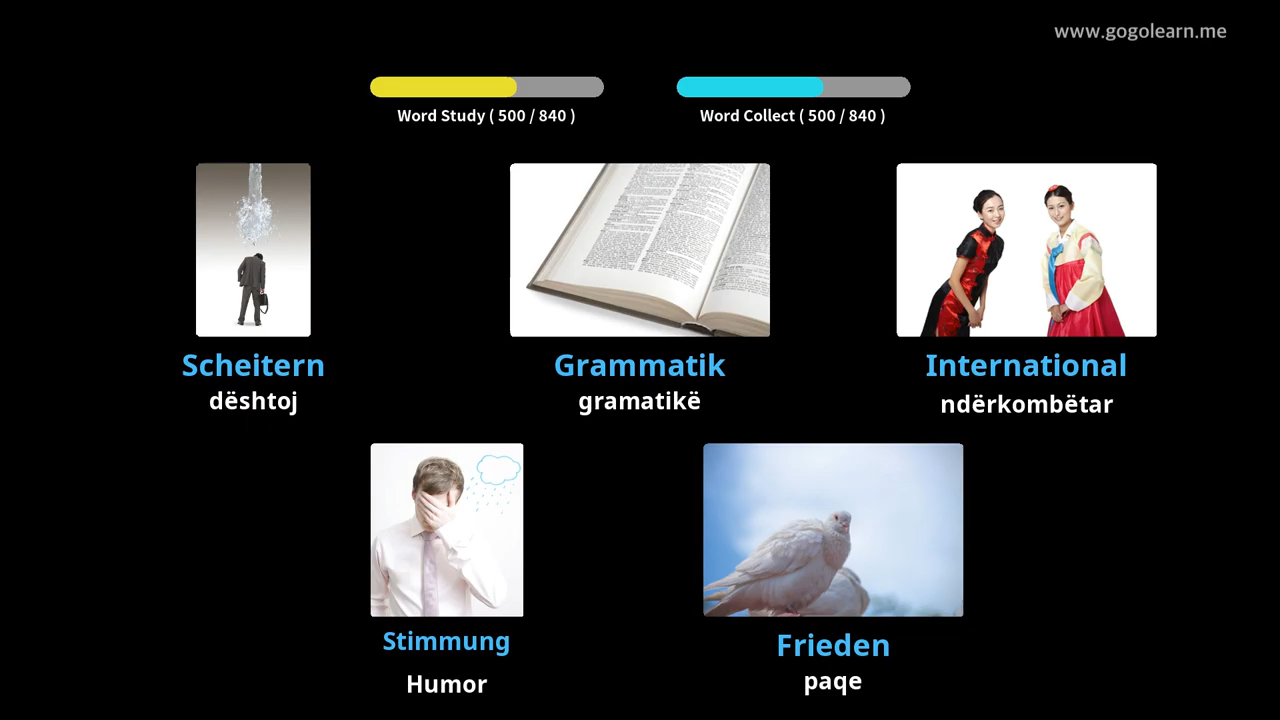 www.gogolearn.me
Word Study ( 500 / 840 )
Word Collect ( 500 / 840 )
Scheitern
dështoj
Grammatik
gramatikë
International
ndërkombëtar
Stimmung
Humor
Frieden
paqe